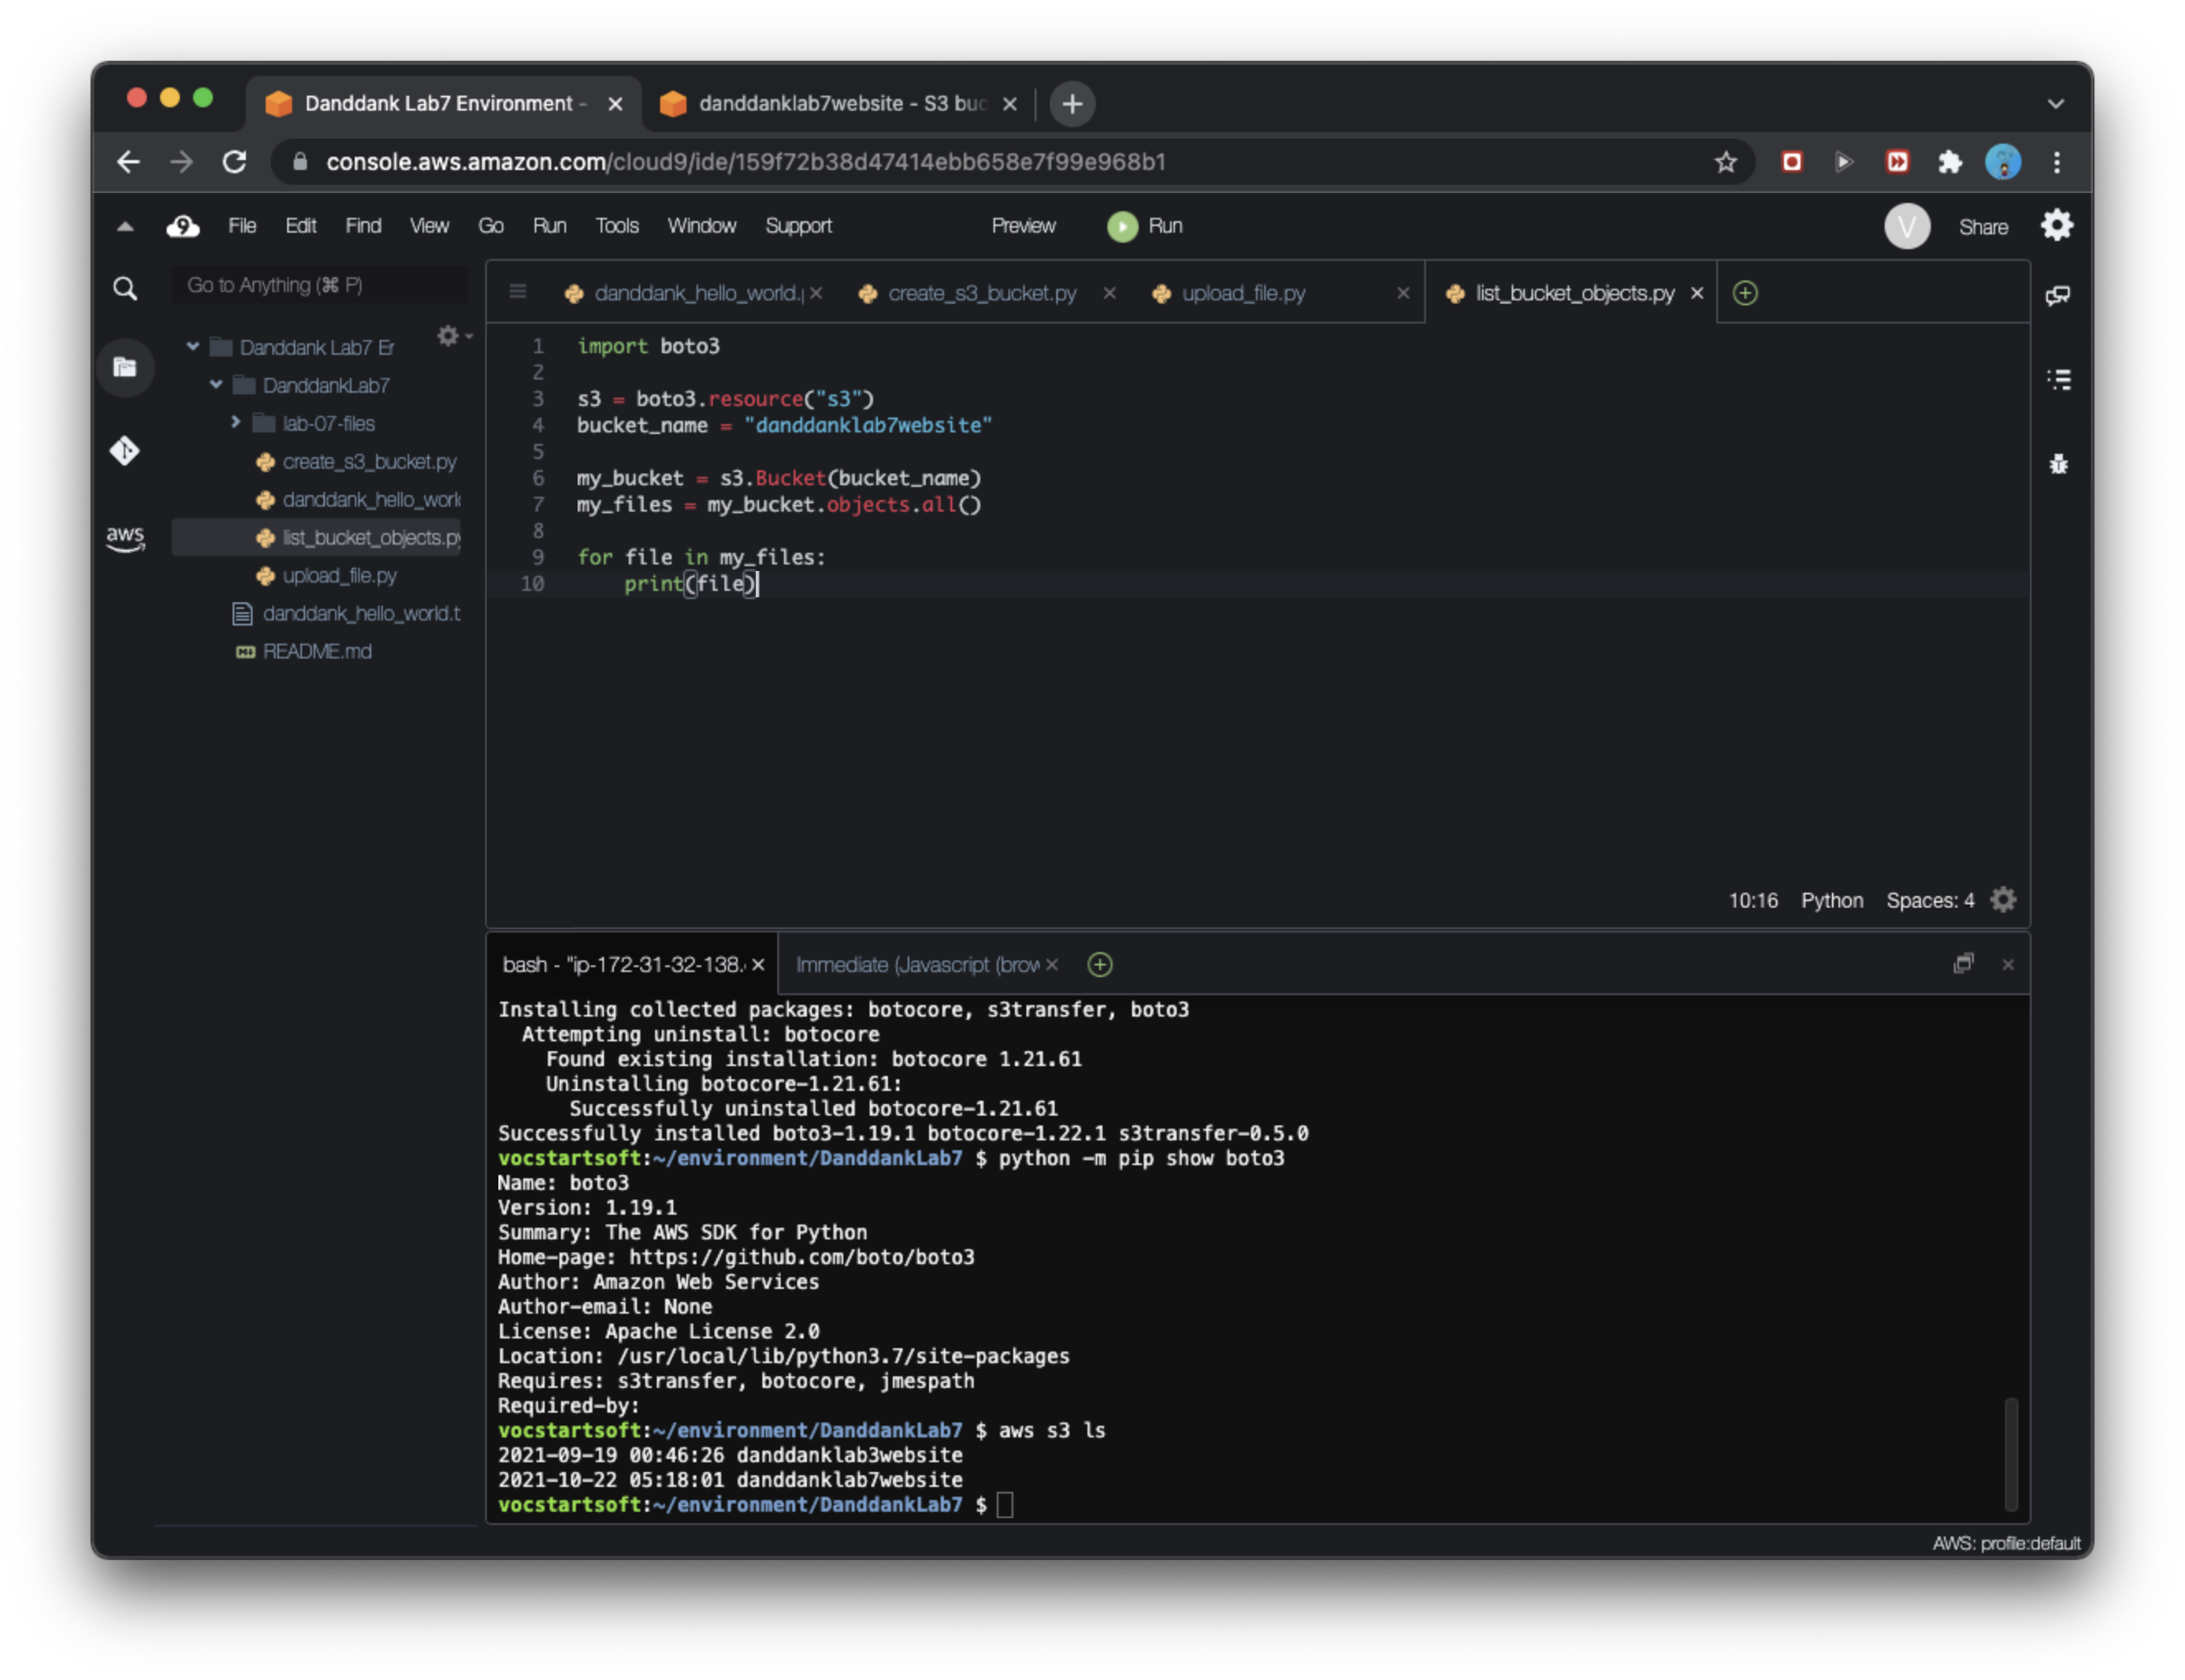 Danddank Lab7 Environment -
danddanklab7website - S3 buc
console.aws.amazon.com/cloud9/ide/159f72b38d47414ebb658e7f99e968b1
9 File Edit Find View Go Run Tools Window Support Preview Run V Share
Go to Anything (⌘ P)
Danddank Lab7 Er
DanddankLab7
lab-07-files
create_s3_bucket.py
danddank_hello_worl
list_bucket_objects.py
upload_file.py
danddank_hello_world.t
README.md
aws
danddank_hello_world.p
create_s3_bucket.py
upload_file.py
list_bucket_objects.py
1 import boto3
2
3 s3 = boto3.resource("s3")
4 bucket_name = "danddanklab7website"
5
6 my_bucket = s3.Bucket(bucket_name)
7 my_files = my_bucket.objects.all()
8
9 for file in my_files:
10     print(file)
10:16 Python Spaces: 4
bash - "ip-172-31-32-138.
Immediate (Javascript (brow
Installing collected packages: botocore, s3transfer, boto3
  Attempting uninstall: botocore
    Found existing installation: botocore 1.21.61
    Uninstalling botocore-1.21.61:
      Successfully uninstalled botocore-1.21.61
Successfully installed boto3-1.19.1 botocore-1.22.1 s3transfer-0.5.0
vocstartsoft:~/environment/DanddankLab7 $ python -m pip show boto3
Name: boto3
Version: 1.19.1
Summary: The AWS SDK for Python
Home-page: https://github.com/boto/boto3
Author: Amazon Web Services
Author-email: None
License: Apache License 2.0
Location: /usr/local/lib/python3.7/site-packages
Requires: s3transfer, botocore, jmespath
Required-by:
vocstartsoft:~/environment/DanddankLab7 $ aws s3 ls
2021-09-19 00:46:26 danddanklab3website
2021-10-22 05:18:01 danddanklab7website
vocstartsoft:~/environment/DanddankLab7 $
AWS: profile:default